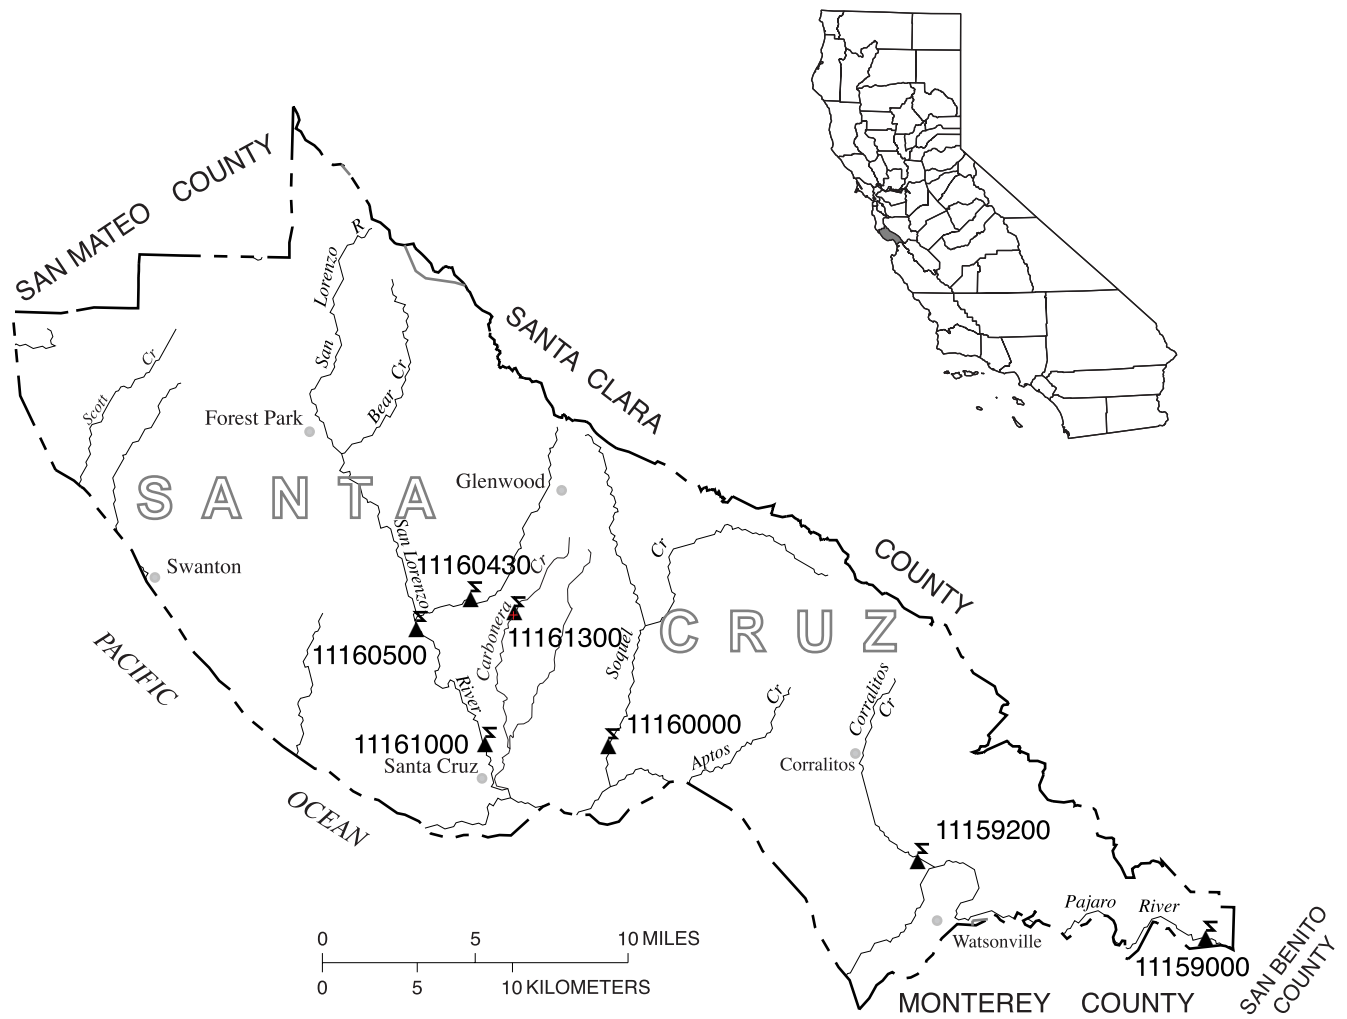 SAN MATEO COUNTY
R
Lorenzo
San
Cr
Scott
Bear Cr
SANTA CLARA
COUNTY
Forest Park
Glenwood
SANTA
Swanton
San Lorenzo
11160430
Cr
Cr
CRUZ
Carbonera
11161300
Soquel
11160500
PACIFIC
OCEAN
River
11161000
Santa Cruz
11160000
Aptos
Cr
Corralitos
Cr
Corralitos
11159200
Pajaro River
Watsonville
11159000
SAN BENITO
COUNTY
MONTEREY COUNTY
0 5 10 MILES
0 5 10 KILOMETERS